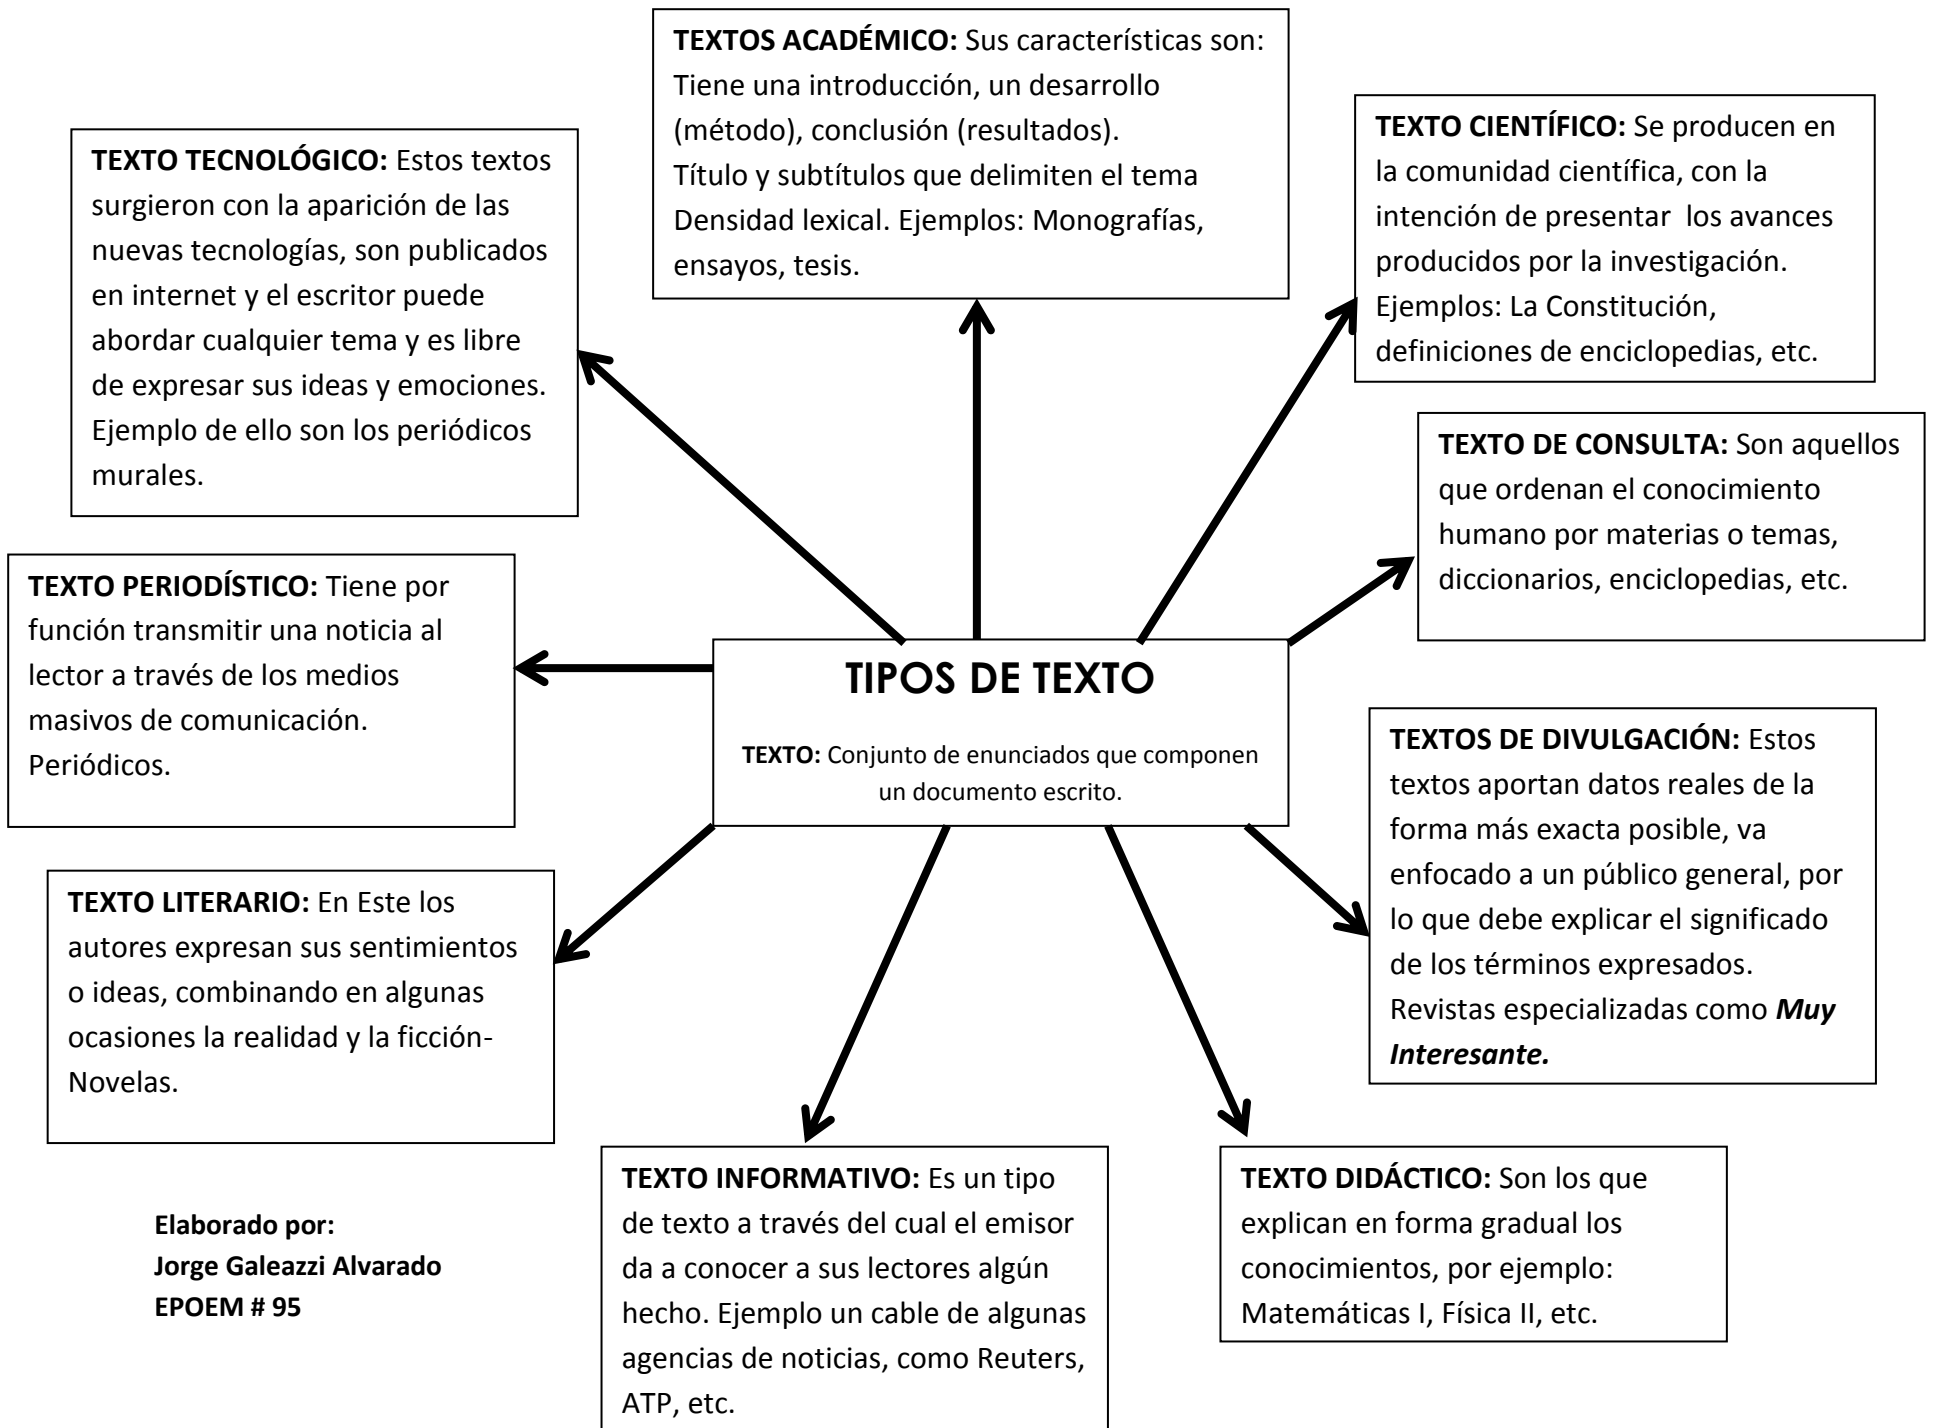 TEXTOS ACADÉMICO: Sus características son:
Tiene una introducción, un desarrollo
(método), conclusión (resultados).
Título y subtítulos que delimiten el tema
Densidad lexical. Ejemplos: Monografías,
ensayos, tesis.
TEXTO CIENTÍFICO: Se producen en
la comunidad científica, con la
intención de presentar  los avances
producidos por la investigación.
Ejemplos: La Constitución,
definiciones de enciclopedias, etc.
TEXTO TECNOLÓGICO: Estos textos
surgieron con la aparición de las
nuevas tecnologías, son publicados
en internet y el escritor puede
abordar cualquier tema y es libre
de expresar sus ideas y emociones.
Ejemplo de ello son los periódicos
murales.
TEXTO DE CONSULTA: Son aquellos
que ordenan el conocimiento
humano por materias o temas,
diccionarios, enciclopedias, etc.
TEXTO PERIODÍSTICO: Tiene por
función transmitir una noticia al
lector a través de los medios
masivos de comunicación.
Periódicos.
TIPOS DE TEXTO
TEXTO: Conjunto de enunciados que componen
un documento escrito.
TEXTOS DE DIVULGACIÓN: Estos
textos aportan datos reales de la
forma más exacta posible, va
enfocado a un público general, por
lo que debe explicar el significado
de los términos expresados.
Revistas especializadas como Muy
Interesante.
TEXTO LITERARIO: En Este los
autores expresan sus sentimientos
o ideas, combinando en algunas
ocasiones la realidad y la ficción-
Novelas.
TEXTO INFORMATIVO: Es un tipo
de texto a través del cual el emisor
da a conocer a sus lectores algún
hecho. Ejemplo un cable de algunas
agencias de noticias, como Reuters,
ATP, etc.
TEXTO DIDÁCTICO: Son los que
explican en forma gradual los
conocimientos, por ejemplo:
Matemáticas I, Física II, etc.
Elaborado por:
Jorge Galeazzi Alvarado
EPOEM # 95